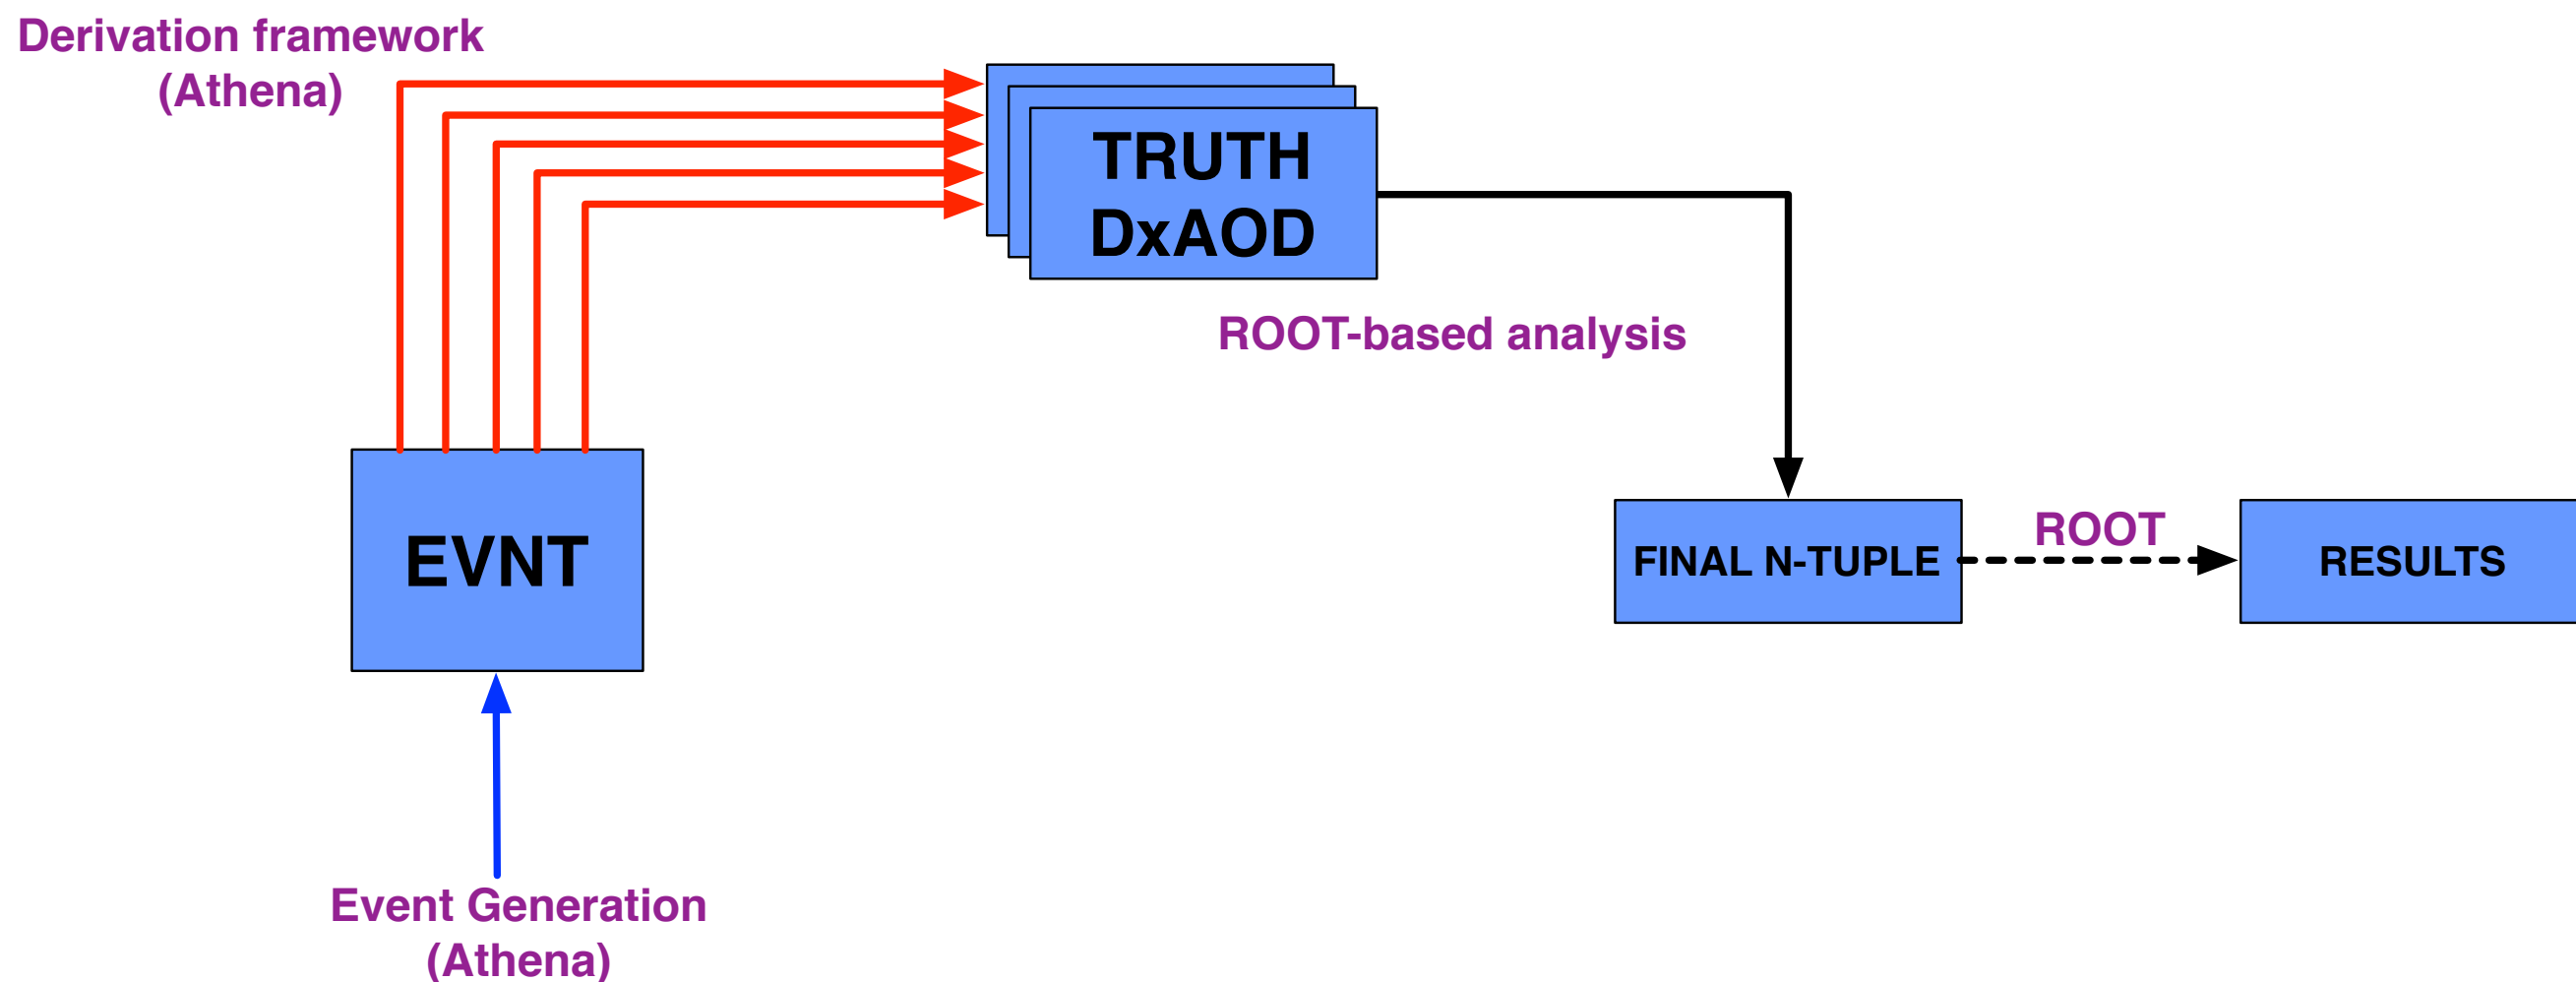 Derivation framework
(Athena)
TRUTH
DxAOD
ROOT-based analysis
EVNT
FINAL N-TUPLE
ROOT
RESULTS
Event Generation
(Athena)